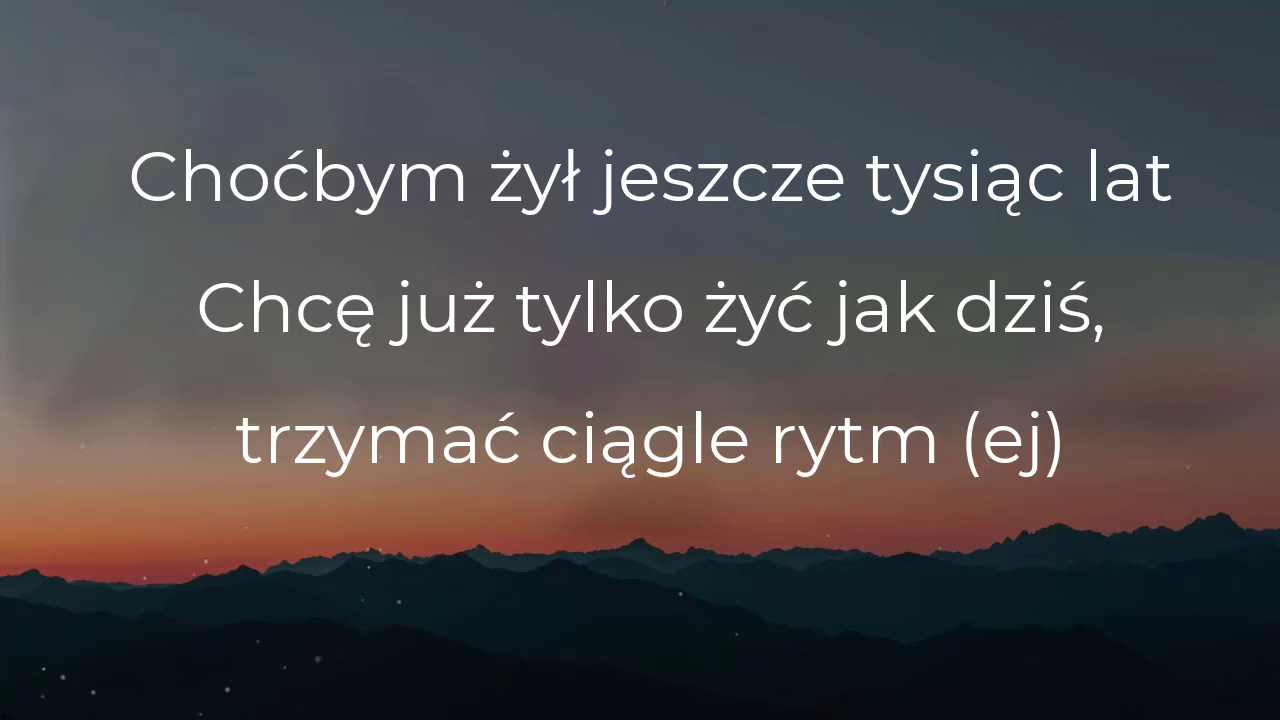 Choćbym żył jeszcze tysiąc lat
Chcę już tylko żyć jak dziś,
trzymać ciągle rytm (ej)